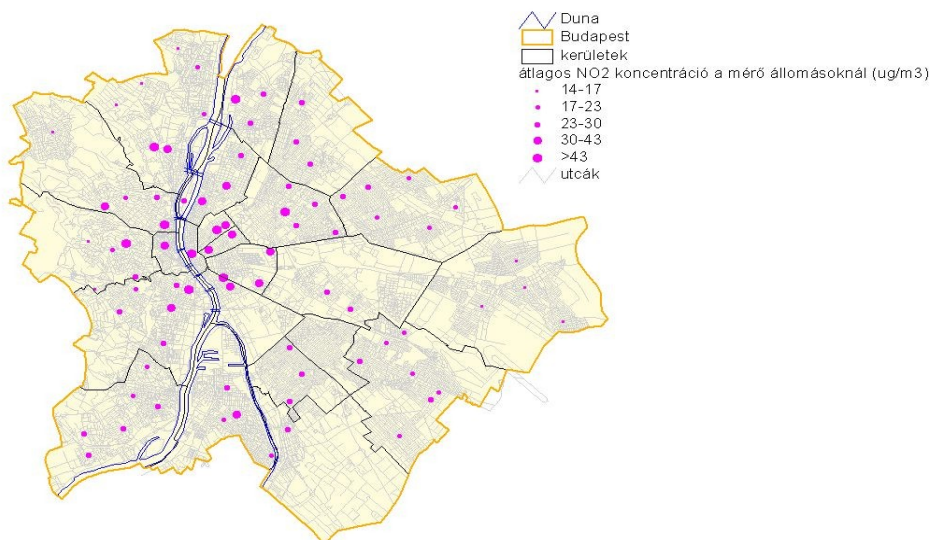 Duna
Budapest
kerületek
átlagos NO2 koncentráció a mérő állomásoknál (ug/m3)
14-17
17-23
23-30
30-43
>43
utcák